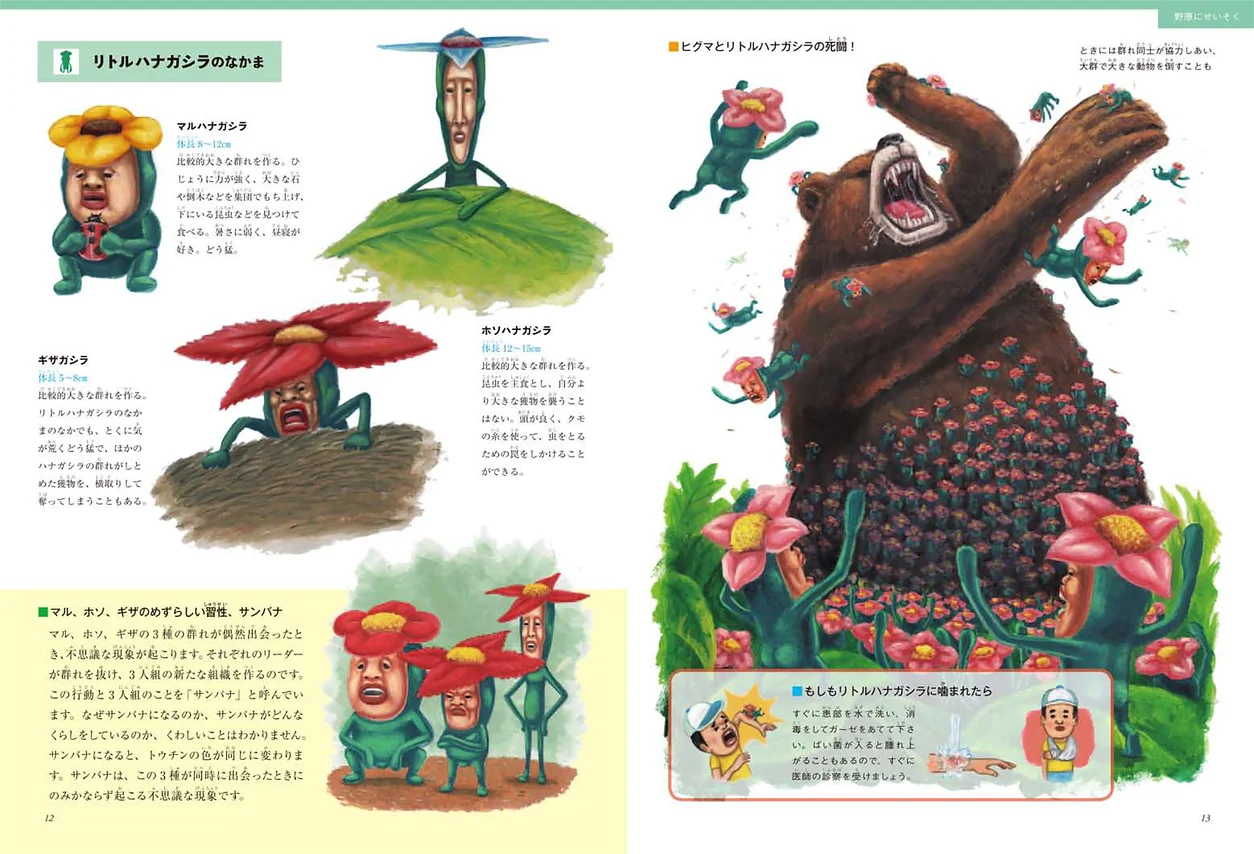 野原にせいそく
リトルハナガシラのなかま
マルハナガシラ
体長8〜12㎝
比較的大きな群れを作る。ひ
じょうに力が強く、大きな石
や倒木などを集団でもち上げ、
下にいる昆虫などを見つけて
食べる。暑さに弱く、昼寝が
好き。どう猛。
ギザガシラ
体長5〜8㎝
比較的大きな群れを作る。
リトルハナガシラのなか
まのなかでも、とくに気
が荒くどう猛で、ほかの
ハナガシラの群れがしと
めた獲物を、横取りして
奪ってしまうこともある。
ホソハナガシラ
体長12〜15㎝
比較的大きな群れを作る。
昆虫を主食とし、自分よ
り大きな獲物を襲うこと
はない。頭が良く、クモ
の糸を使って、虫をとる
ための罠をしかけること
ができる。
■マル、ホソ、ギザのめずらしい習性、サンバナ
マル、ホソ、ギザの3種の群れが偶然出会ったと
き、不思議な現象が起こります。それぞれのリーダー
が群れを抜け、3人組の新たな組織を作るのです。
この行動と3人組のことを「サンバナ」と呼んでい
ます。なぜサンバナになるのか、サンバナがどんな
くらしをしているのか、くわしいことはわかりません。
サンバナになると、トウチンの色が同じに変わりま
す。サンバナは、この3種が同時に出会ったときに
のみかならず起こる不思議な現象です。
12
■ヒグマとリトルハナガシラの死闘!
ときには群れ同士が協力しあい、
大群で大きな動物を倒すことも
■もしもリトルハナガシラに噛まれたら
すぐに患部を水で洗い、消
毒をしてガーゼをあてて下さ
い。ばい菌が入ると腫れ上
がることもあるので、すぐに
医師の診察を受けましょう。
13